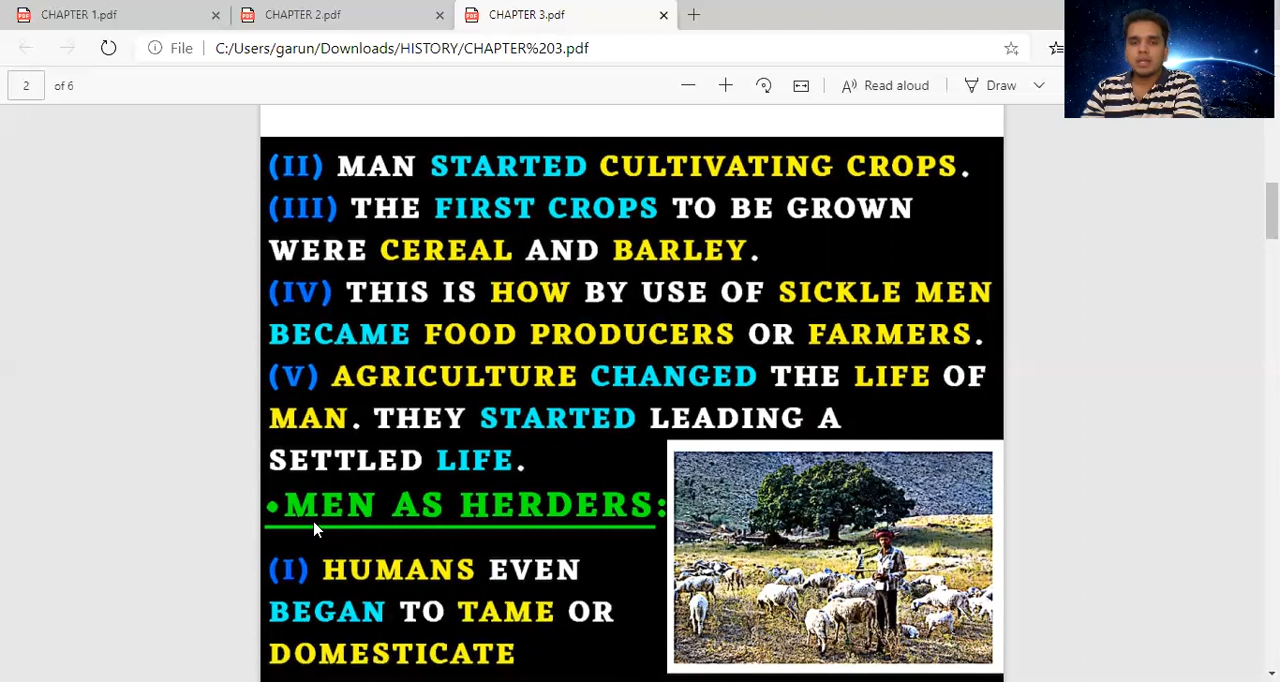 CHAPTER 1.pdf
CHAPTER 2.pdf
CHAPTER 3.pdf
File
C:/Users/garun/Downloads/HISTORY/CHAPTER%203.pdf
2 of 6
Read aloud
Draw
(II) MAN STARTED CULTIVATING CROPS.
(III) THE FIRST CROPS TO BE GROWN
WERE CEREAL AND BARLEY.
(IV) THIS IS HOW BY USE OF SICKLE MEN
BECAME FOOD PRODUCERS OR FARMERS.
(V) AGRICULTURE CHANGED THE LIFE OF
MAN. THEY STARTED LEADING A
SETTLED LIFE.
•MEN AS HERDERS:
(I) HUMANS EVEN
BEGAN TO TAME OR
DOMESTICATE